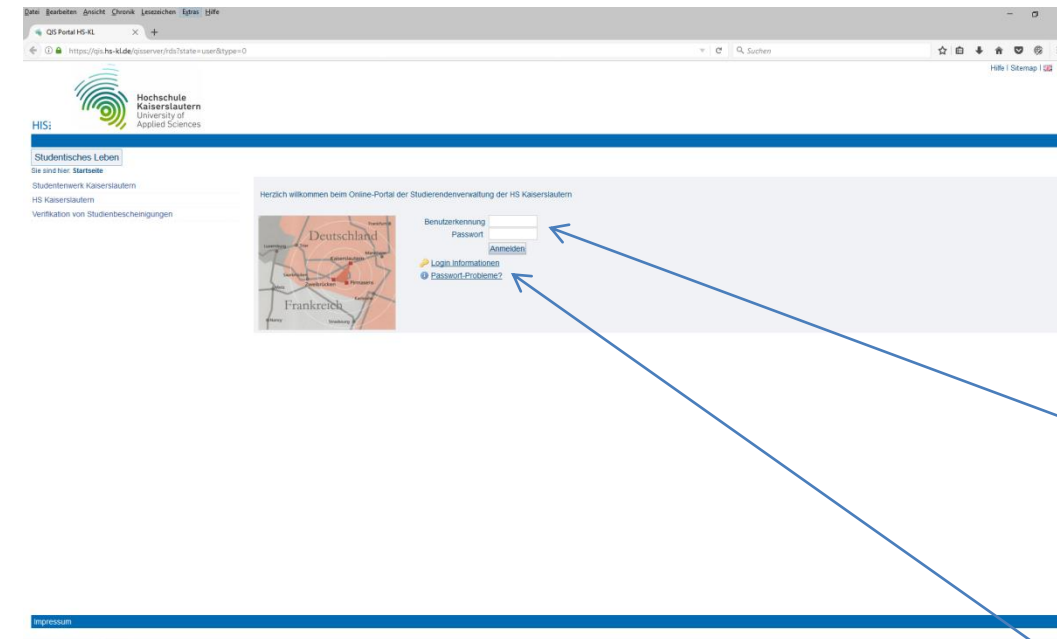 Datei Bearbeiten Ansicht Chronik Lesezeichen Extras Hilfe
QIS Portal HS-KL
https://qis.hs-kl.de/qisserver/rds?state=user&type=0
Suchen
Hilfe | Sitemap |
HIS:
Hochschule
Kaiserslautern
University of
Applied Sciences
Studentisches Leben
Sie sind hier: Startseite
Studentenwerk Kaiserslautern
HS Kaiserslautern
Verifikation von Studienbescheinigungen
Herzlich willkommen beim Online-Portal der Studierendenverwaltung der HS Kaiserslautern
Benutzerkennung
Passwort
Anmelden
Login Informationen
Passwort-Probleme?
Deutschland
Kaiserslautern
Zweibrücken
Pirmasens
Frankreich
Impressum